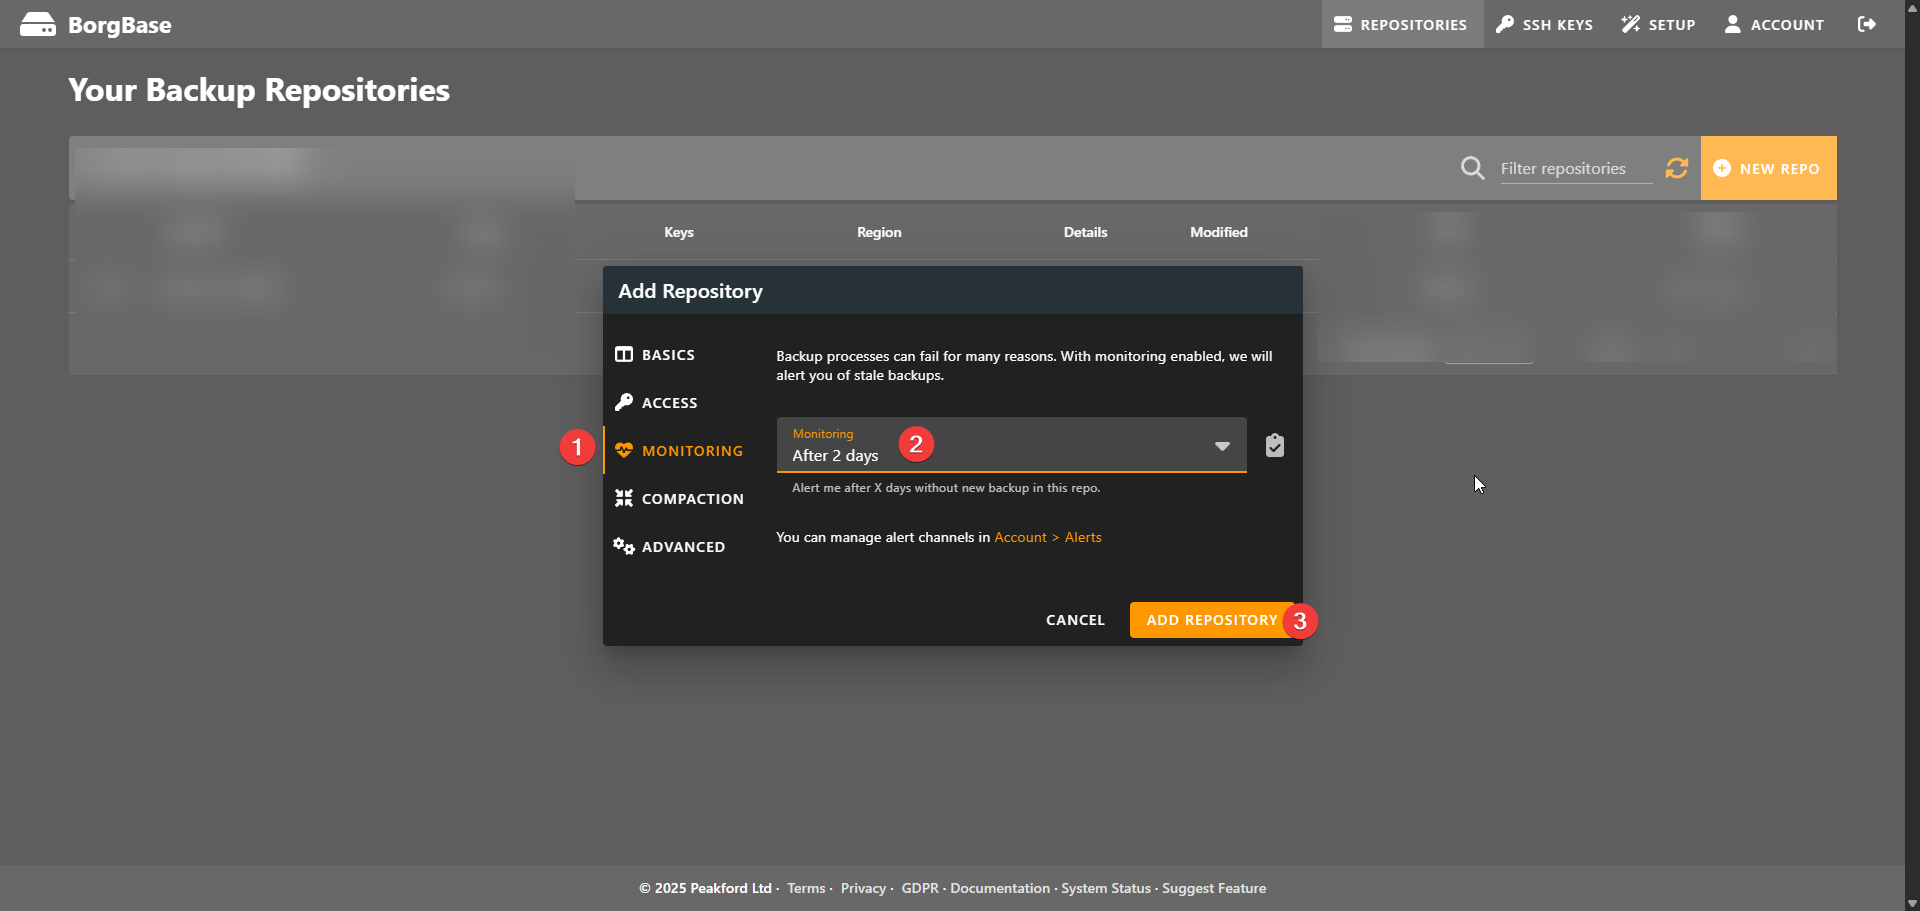 BorgBase
REPOSITORIES
SSH KEYS
SETUP
ACCOUNT
Your Backup Repositories
Filter repositories
NEW REPO
Keys
Region
Details
Modified
Add Repository
BASICS
ACCESS
1
MONITORING
COMPACTION
ADVANCED
Backup processes can fail for many reasons. With monitoring enabled, we will
alert you of stale backups.
Monitoring
After 2 days
2
Alert me after X days without new backup in this repo.
You can manage alert channels in Account > Alerts
CANCEL
ADD REPOSITORY
3
© 2025 Peakford Ltd · Terms · Privacy · GDPR · Documentation · System Status · Suggest Feature